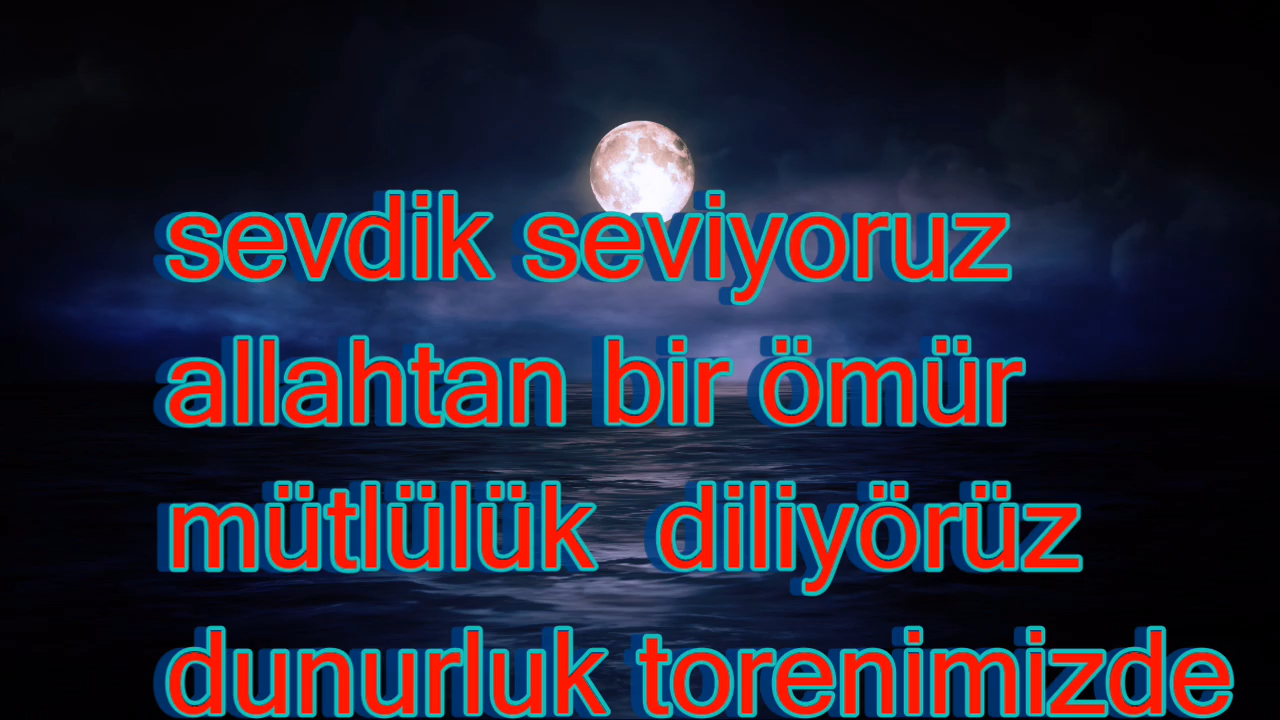 sevdik seviyoruz
allahtan bir ömür
mütlülük diliyörüz
dunurluk torenimizde